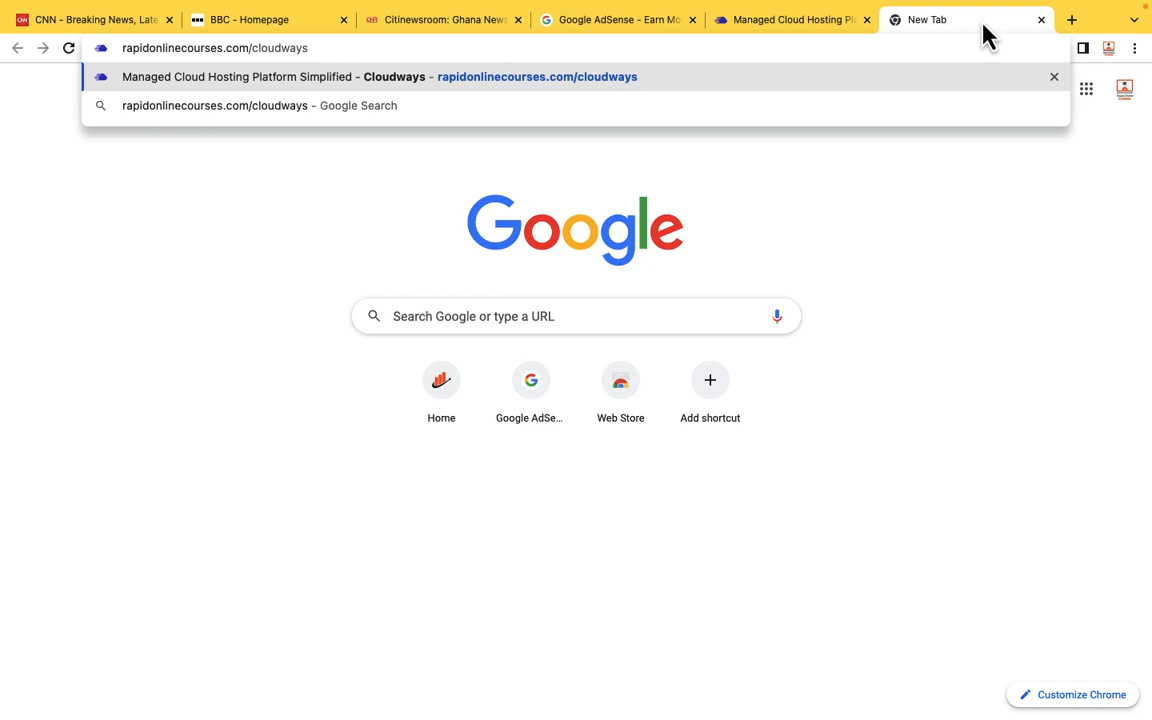 CNN - Breaking News, Late
BBC - Homepage
Citinewsroom: Ghana News
Google AdSense - Earn Mo
Managed Cloud Hosting Pl
New Tab
rapidonlinecourses.com/cloudways
Managed Cloud Hosting Platform Simplified - Cloudways - rapidonlinecourses.com/cloudways
rapidonlinecourses.com/cloudways - Google Search
Google
Search Google or type a URL
Home
Google AdSe...
Web Store
Add shortcut
Customize Chrome